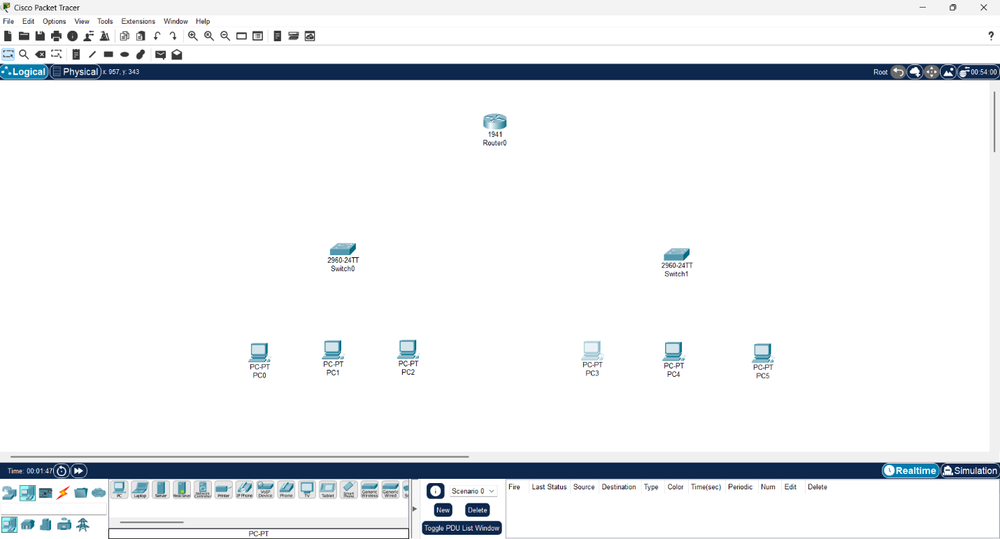 Cisco Packet Tracer
File Edit Options View Tools Extensions Window Help
?
Logical Physical x: 957, y: 343 Root 00:54:00
1941
Router0
2960-24TT
Switch0
2960-24TT
Switch1
PC-PT
PC0
PC-PT
PC1
PC-PT
PC2
PC-PT
PC3
PC-PT
PC4
PC-PT
PC5
Time: 00:01:47 Realtime Simulation
PC Laptop Server Meraki Server Network Controller Printer IP Phone VoIP Device Phone TV Tablet Smart Phone Generic Wireless Generic Wired
Scenario 0
New Delete
Toggle PDU List Window
Fire Last Status Source Destination Type Color Time(sec) Periodic Num Edit Delete
PC-PT